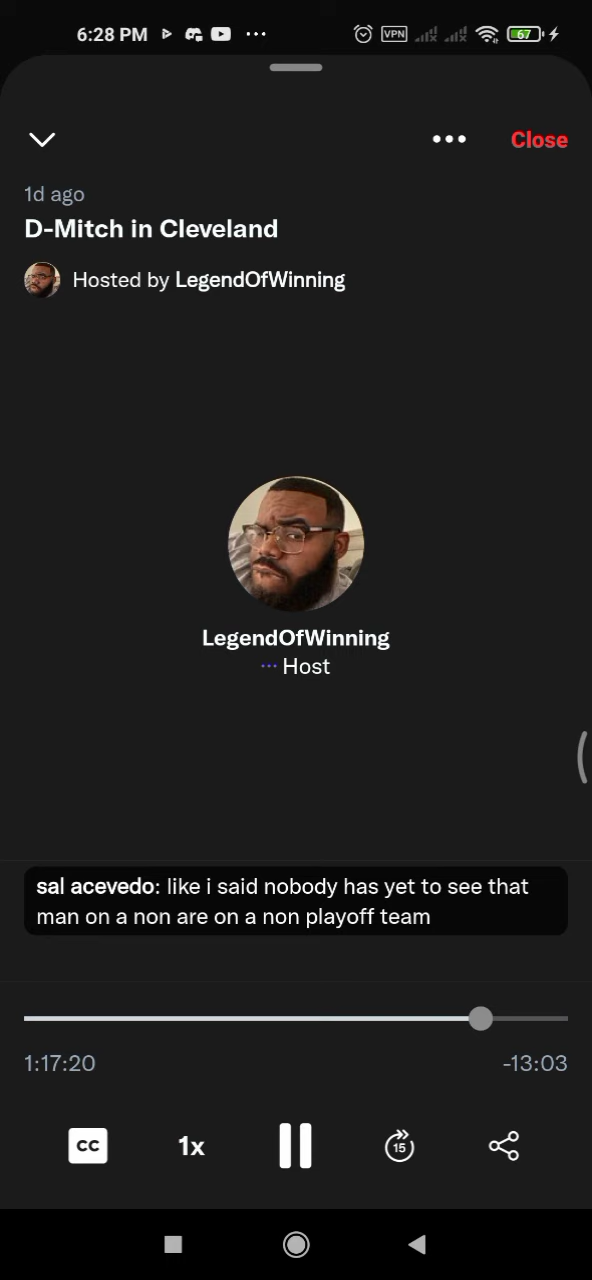 6:28 PM
VPN
67
Close
1d ago
D-Mitch in Cleveland
Hosted by LegendOfWinning
LegendOfWinning
Host
sal acevedo: like i said nobody has yet to see that
man on a non are on a non playoff team
1:17:20
-13:03
CC
1x
15